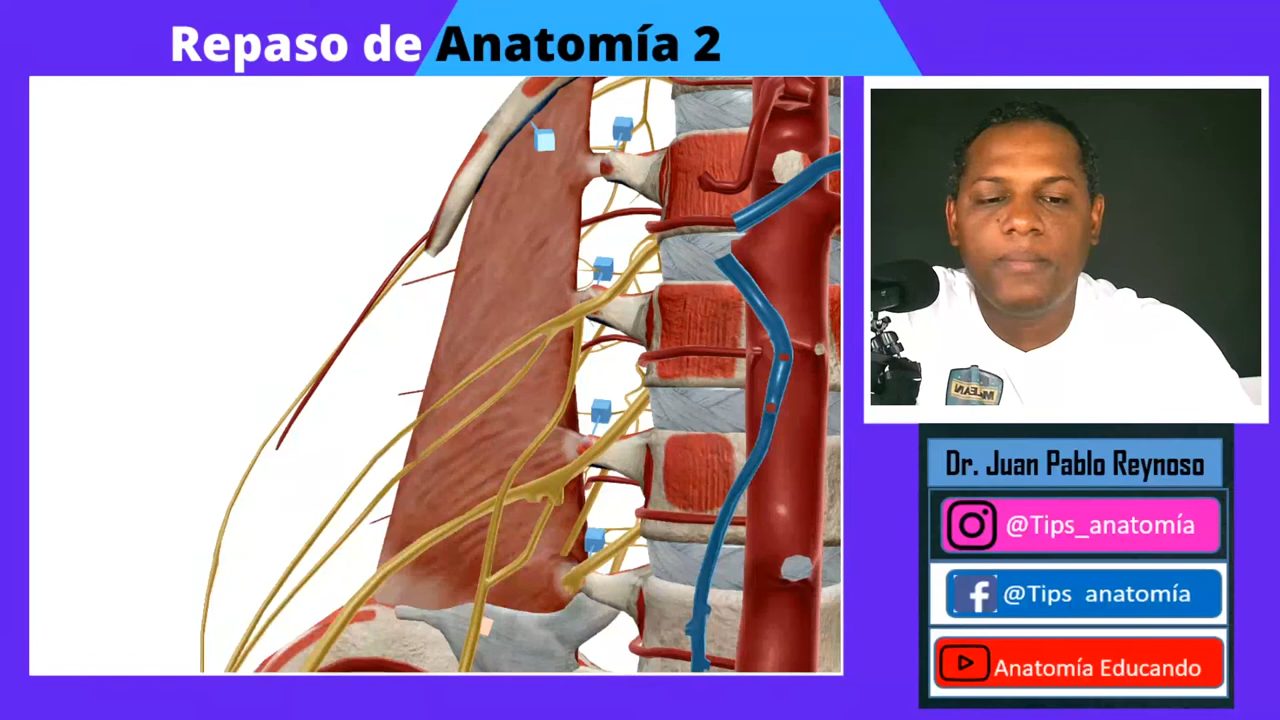 Repaso de Anatomía 2
Dr. Juan Pablo Reynoso
@Tips_anatomía
@Tips anatomía
Anatomía Educando